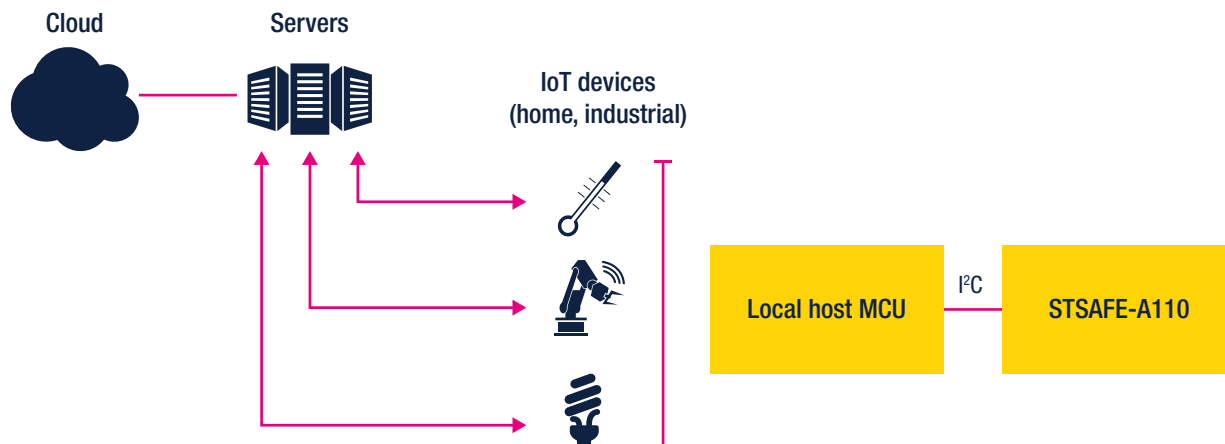 Cloud
Servers
IoT devices
(home, industrial)
Local host MCU
I²C
STSAFE-A110